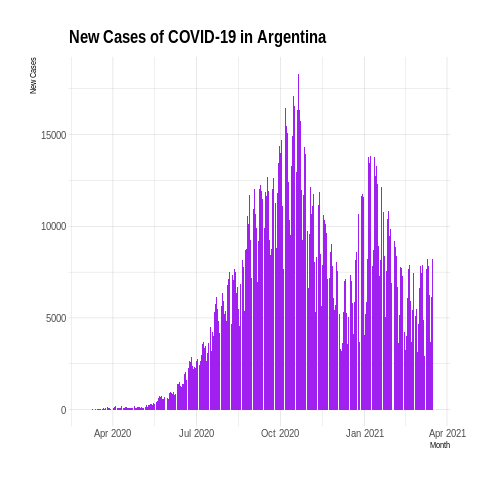 New Cases of COVID-19 in Argentina
New Cases
15000
10000
5000
0
Apr 2020 Jul 2020 Oct 2020 Jan 2021 Apr 2021
Month